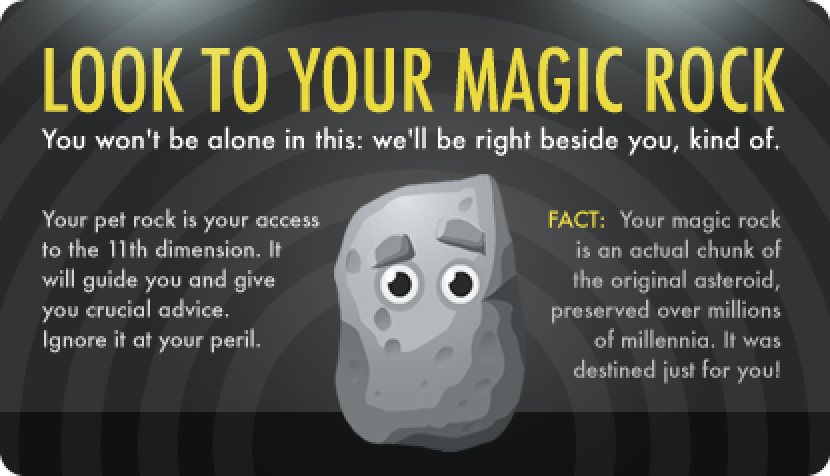 LOOK TO YOUR MAGIC ROCK
You won't be alone in this: we'll be right beside you, kind of.
Your pet rock is your access
to the 11th dimension. It
will guide you and give
you crucial advice.
Ignore it at your peril.
FACT: Your magic rock
is an actual chunk of
the original asteroid,
preserved over millions
of millennia. It was
destined just for you!